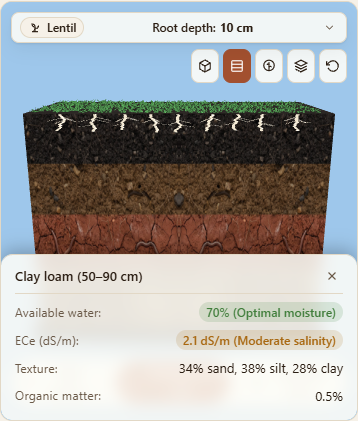 Lentil Root depth: 10 cm
Clay loam (50–90 cm)
Available water: 70% (Optimal moisture)
ECe (dS/m): 2.1 dS/m (Moderate salinity)
Texture: 34% sand, 38% silt, 28% clay
Organic matter: 0.5%